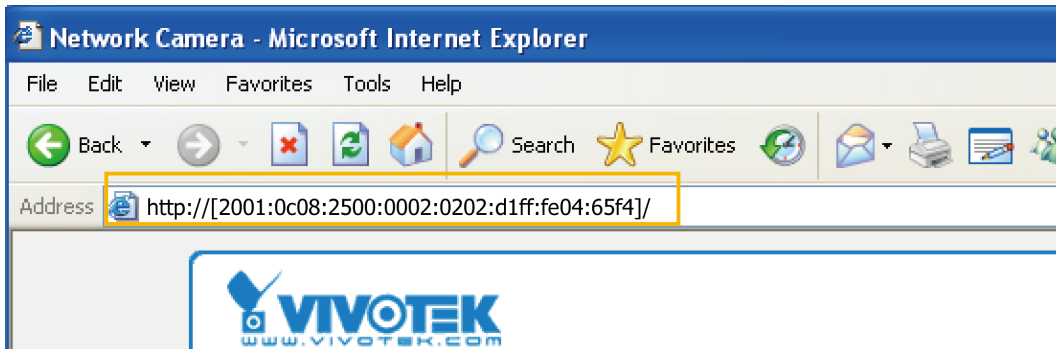 Network Camera - Microsoft Internet Explorer
File Edit View Favorites Tools Help
Back Search Favorites
Address http://[2001:0c08:2500:0002:0202:d1ff:fe04:65f4]/
VIVOTEK
www.vivotek.com